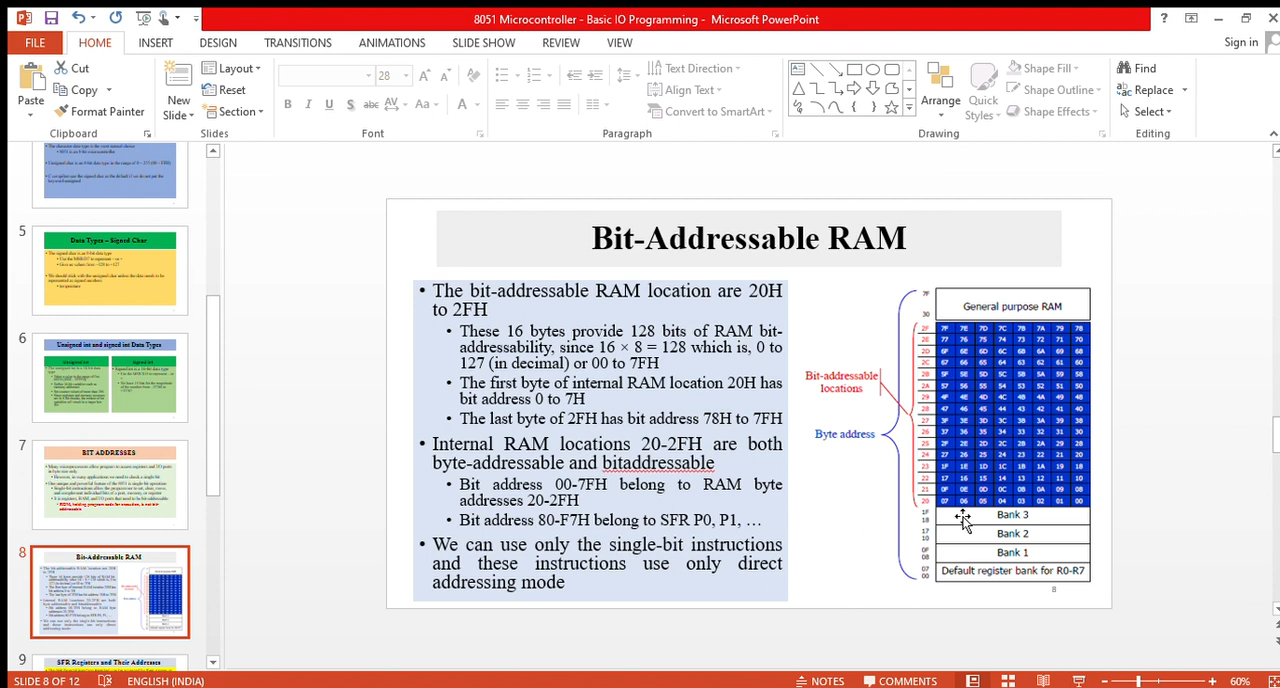 8051 Microcontroller - Basic IO Programming - Microsoft PowerPoint
FILE HOME INSERT DESIGN TRANSITIONS ANIMATIONS SLIDE SHOW REVIEW VIEW Sign in
Cut
Copy
Format Painter
Paste
Clipboard
New
Slide
Layout
Reset
Section
Slides
28
Font
Text Direction
Align Text
Convert to SmartArt
Paragraph
Arrange
Quick
Styles
Shape Fill
Shape Outline
Shape Effects
Drawing
Find
Replace
Select
Editing
5
Data Types – Signed Char
6
Unsigned int and signed int Data Types
7
BIT ADDRESSES
8
Bit-Addressable RAM
9
SFR Registers and Their Addresses
Bit-Addressable RAM
• The bit-addressable RAM location are 20H
to 2FH
• These 16 bytes provide 128 bits of RAM bit-
addressability, since 16 × 8 = 128 which is, 0 to
127 (in decimal) or 00 to 7FH
• The first byte of internal RAM location 20H has
bit address 0 to 7H
• The last byte of 2FH has bit address 78H to 7FH
• Internal RAM locations 20-2FH are both
byte-addressable and bitaddressable
• Bit address 00-7FH belong to RAM byte
addresses 20-2FH
• Bit address 80-F7H belong to SFR P0, P1, …
• We can use only the single-bit instructions
and these instructions use only direct
addressing mode
Bit-addressable
locations
Byte address
7F
30
General purpose RAM
2F 7F 7E 7D 7C 7B 7A 79 78
2E 77 76 75 74 73 72 71 70
2D 6F 6E 6D 6C 6B 6A 69 68
2C 67 66 65 64 63 62 61 60
2B 5F 5E 5D 5C 5B 5A 59 58
2A 57 56 55 54 53 52 51 50
29 4F 4E 4D 4C 4B 4A 49 48
28 47 46 45 44 43 42 41 40
27 3F 3E 3D 3C 3B 3A 39 38
26 37 36 35 34 33 32 31 30
25 2F 2E 2D 2C 2B 2A 29 28
24 27 26 25 24 23 22 21 20
23 1F 1E 1D 1C 1B 1A 19 18
22 17 16 15 14 13 12 11 10
21 0F 0E 0D 0C 0B 0A 09 08
20 07 06 05 04 03 02 01 00
1F
18
Bank 3
17
10
Bank 2
0F
08
Bank 1
07
00
Default register bank for R0-R7
8
SLIDE 8 OF 12 ENGLISH (INDIA) NOTES COMMENTS 60%